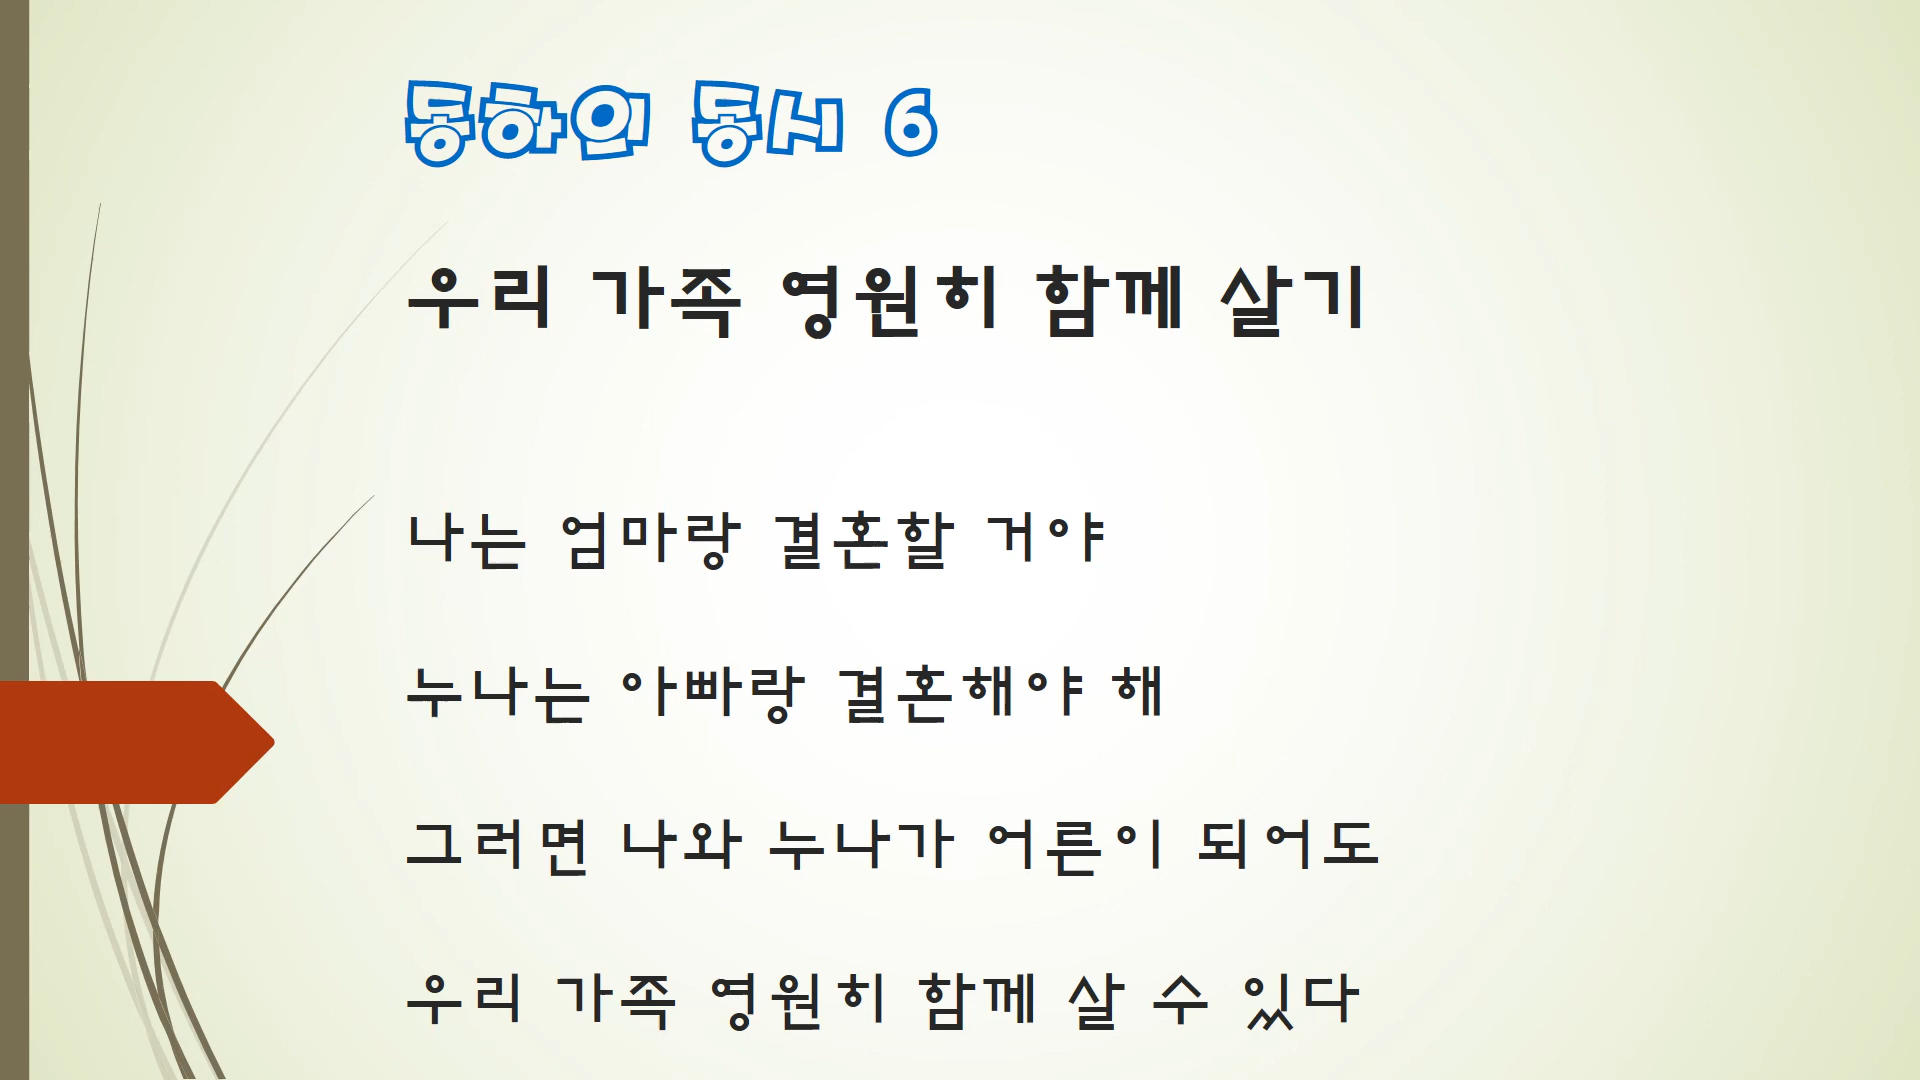 동하의 동시 6
우리 가족 영원히 함께 살기
나는 엄마랑 결혼할 거야
누나는 아빠랑 결혼해야 해
그러면 나와 누나가 어른이 되어도
우리 가족 영원히 함께 살 수 있다